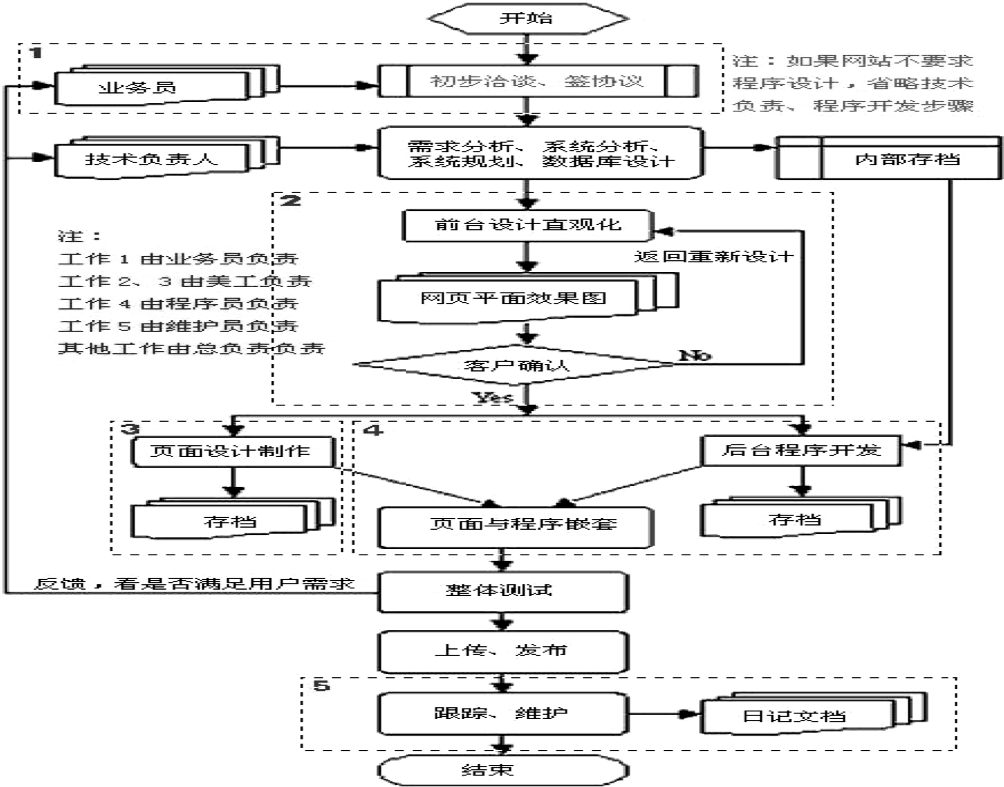 开始
1
业务员
初步洽谈、签协议
注：如果网站不要求
程序设计，省略技术
负责、程序开发步骤
技术负责人
需求分析、系统分析、
系统规划、数据库设计
内部存档
2
前台设计直观化
返回重新设计
注：
工作1由业务员负责
工作2、3由美工负责
工作4由程序员负责
工作5由维护员负责
其他工作由总负责负责
网页平面效果图
客户确认
No
Yes
3
页面设计制作
存档
4
后台程序开发
存档
页面与程序嵌套
反馈，看是否满足用户需求
整体测试
上传、发布
5
跟踪、维护
日记文档
结束